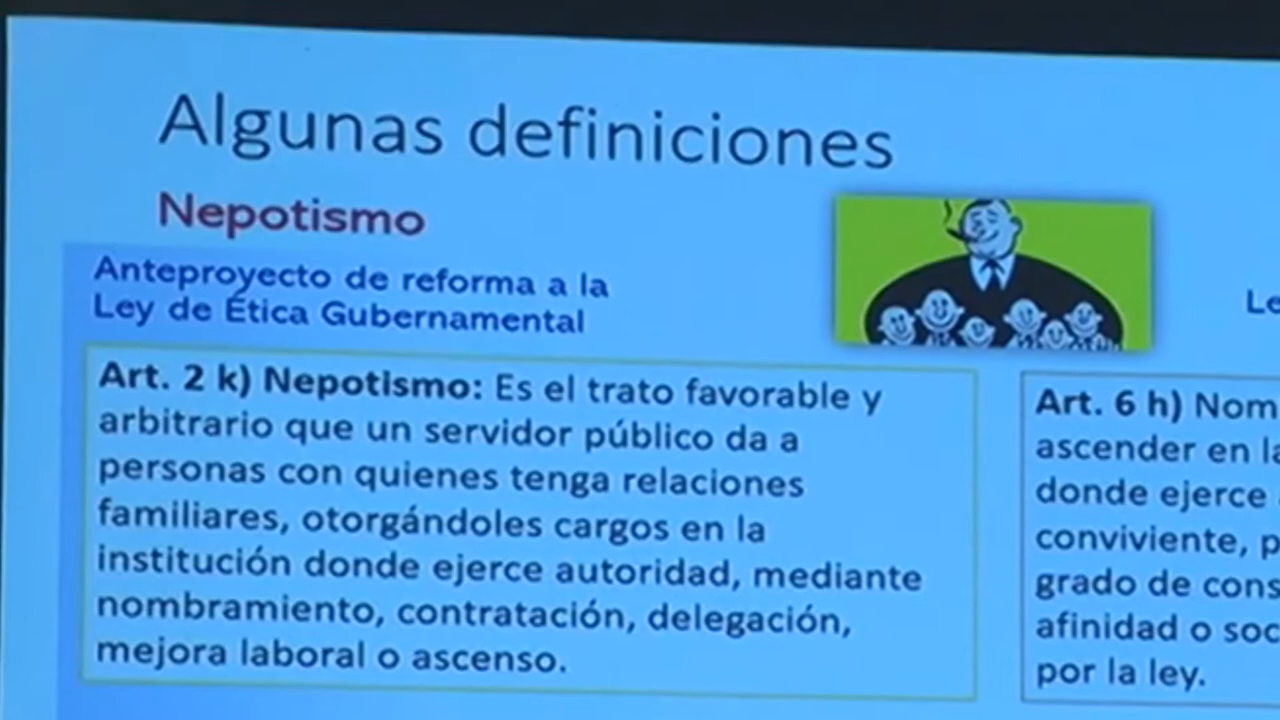 Algunas definiciones
Nepotismo
Anteproyecto de reforma a la
Ley de Ética Gubernamental
Art. 2 k) Nepotismo: Es el trato favorable y
arbitrario que un servidor público da a
personas con quienes tenga relaciones
familiares, otorgándoles cargos en la
institución donde ejerce autoridad, mediante
nombramiento, contratación, delegación,
mejora laboral o ascenso.
Art. 6 h)
ascender en
donde ejerce
conviviente,
grado de
afinidad o
por la ley.